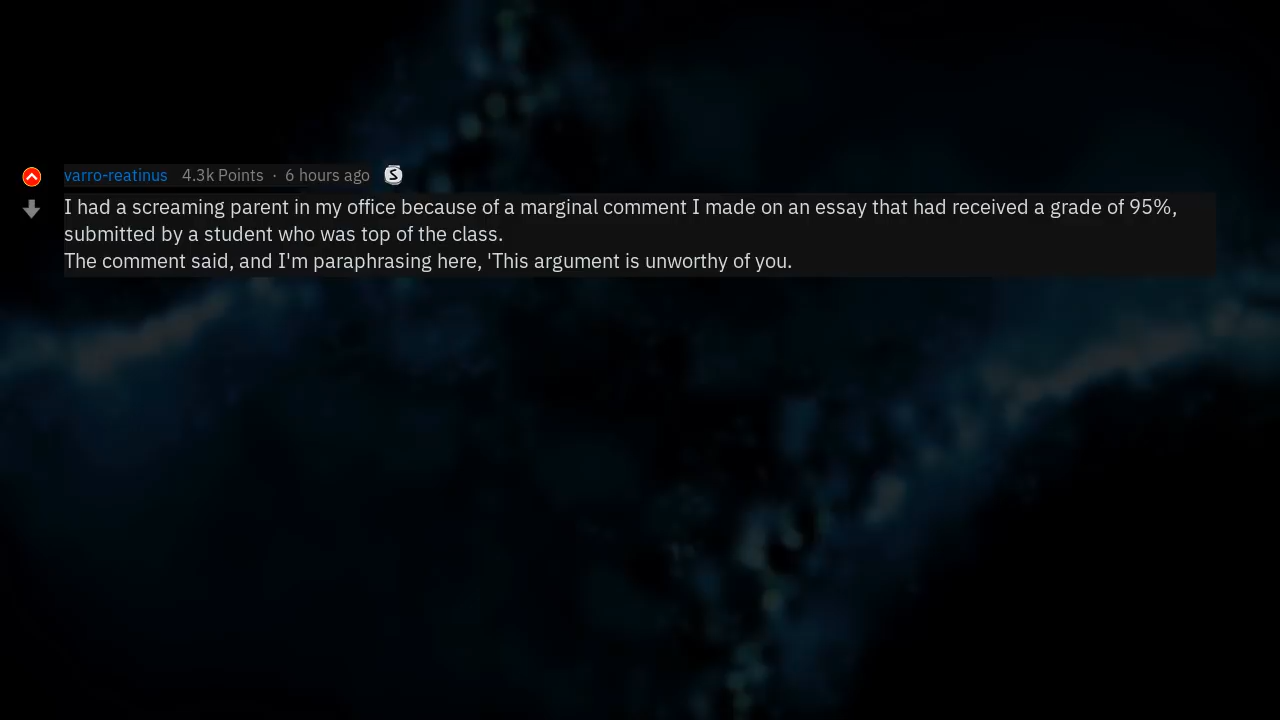 varro-reatinus 4.3k Points · 6 hours ago
I had a screaming parent in my office because of a marginal comment I made on an essay that had received a grade of 95%,
submitted by a student who was top of the class.
The comment said, and I'm paraphrasing here, 'This argument is unworthy of you.